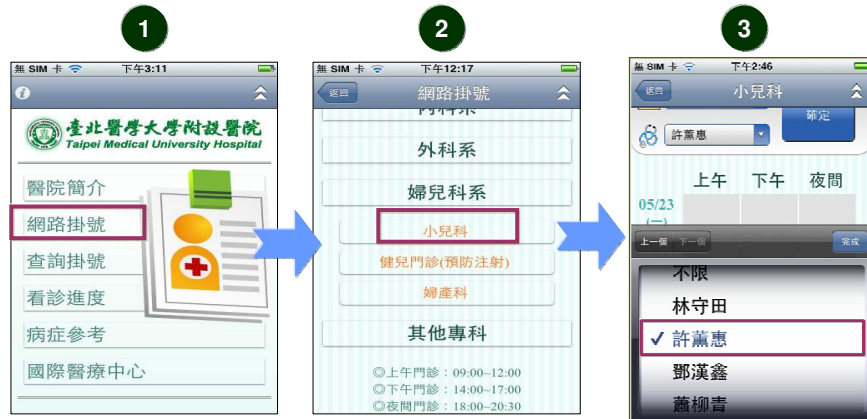 1
無 SIM 卡
下午3:11
臺北醫學大學附設醫院
Taipei Medical University Hospital
醫院簡介
網路掛號
查詢掛號
看診進度
病症參考
國際醫療中心
2
無 SIM 卡
下午12:17
返回
網路掛號
內科系
外科系
婦兒科系
小兒科
健兒門診(預防注射)
婦產科
其他專科
◎上午門診：09:00~12:00
◎下午門診：14:00~17:00
◎夜間門診：18:00~20:30
3
無 SIM 卡
下午2:46
返回
小兒科
確定
許薰惠
上午 下午 夜間
05/23
(二)
上一個 下一個
完成
不限
林守田
✓ 許薰惠
鄧漢鑫
蕭柳青